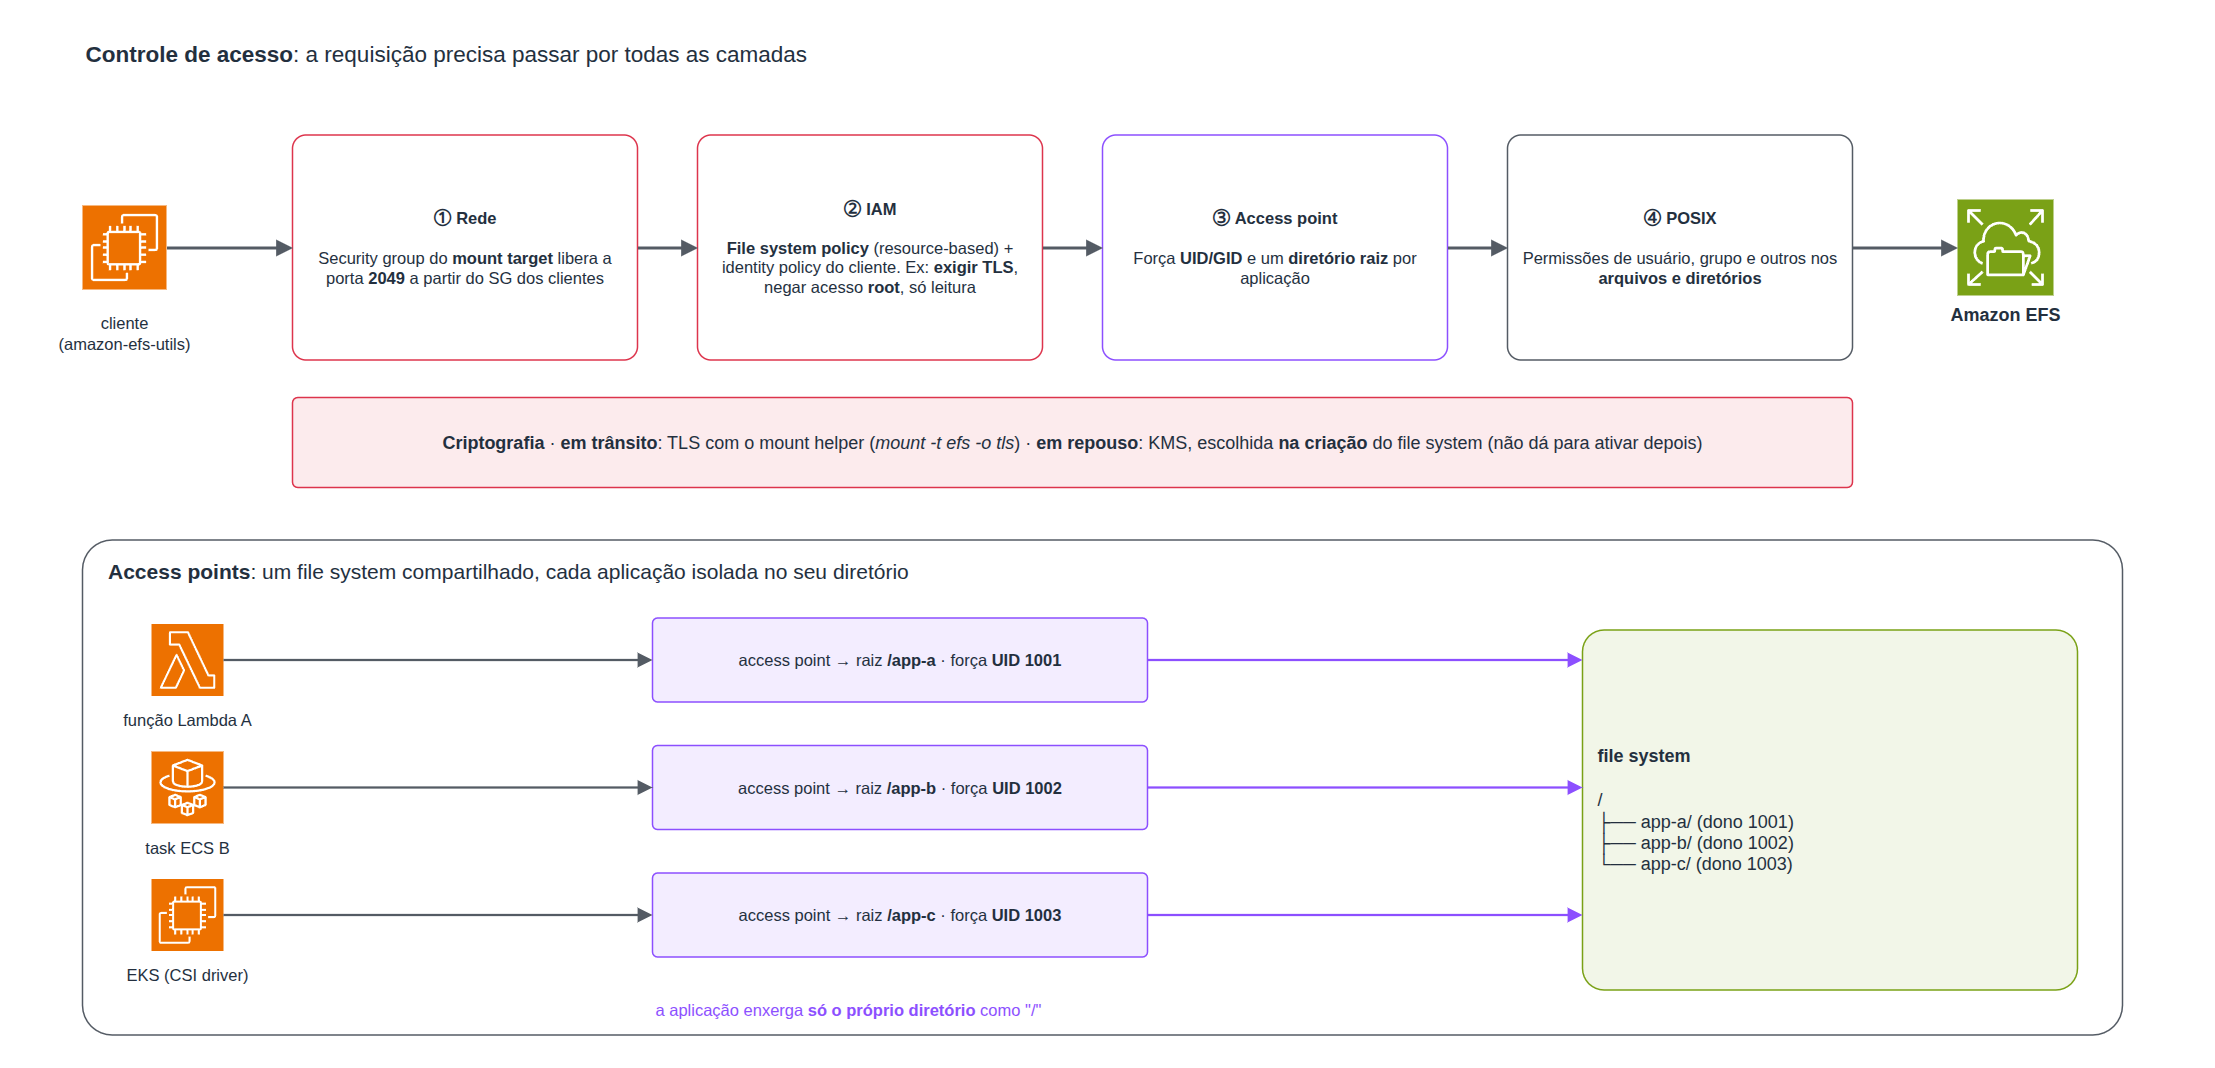 Controle de acesso: a requisição precisa passar por todas as camadas
cliente
(amazon-efs-utils)
① Rede
Security group do mount target libera a
porta 2049 a partir do SG dos clientes
② IAM
File system policy (resource-based) +
identity policy do cliente. Ex: exigir TLS,
negar acesso root, só leitura
③ Access point
Força UID/GID e um diretório raiz por
aplicação
④ POSIX
Permissões de usuário, grupo e outros nos
arquivos e diretórios
Amazon EFS
Criptografia · em trânsito: TLS com o mount helper (mount -t efs -o tls) · em repouso: KMS, escolhida na criação do file system (não dá para ativar depois)
Access points: um file system compartilhado, cada aplicação isolada no seu diretório
função Lambda A
access point → raiz /app-a · força UID 1001
task ECS B
access point → raiz /app-b · força UID 1002
EKS (CSI driver)
access point → raiz /app-c · força UID 1003
a aplicação enxerga só o próprio diretório como "/"
file system
/
├── app-a/ (dono 1001)
├── app-b/ (dono 1002)
└── app-c/ (dono 1003)